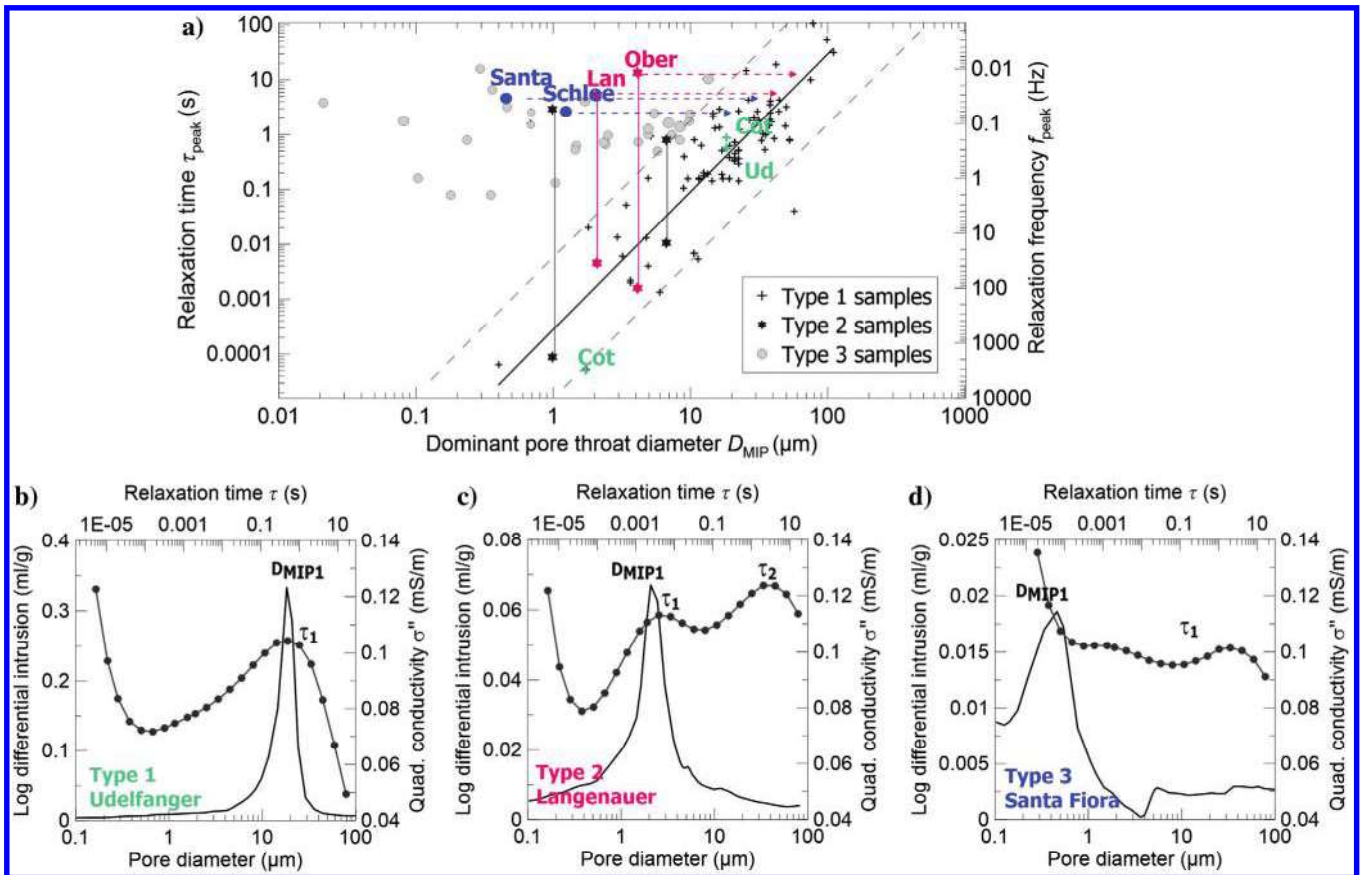 a)
Relaxation time τpeak (s)
100
10
1
0.1
0.01
0.001
0.0001
Santa
Schlee
Lan
Ober
Cot
Ud
Cot
Type 1 samples
Type 2 samples
Type 3 samples
0.01
0.1
1
10
100
1000
10000
Relaxation frequency fpeak (Hz)
0.01 0.1 1 10 100 1000
Dominant pore throat diameter DMIP (μm)
b)
Relaxation time τ (s)
1E-05 0.001 0.1 10
Log differential intrusion (ml/g)
0.4
0.3
0.2
0.1
0
DMIP1
τ1
Type 1
Udelfanger
0.14
0.12
0.1
0.08
0.06
0.04
Quad. conductivity σ" (mS/m)
0.1 1 10 100
Pore diameter (μm)
c)
Relaxation time τ (s)
1E-05 0.001 0.1 10
Log differential intrusion (ml/g)
0.08
0.06
0.04
0.02
0
DMIP1
τ1
τ2
Type 2
Langenauer
0.14
0.12
0.1
0.08
0.06
0.04
Quad. conductivity σ" (mS/m)
0.1 1 10 100
Pore diameter (μm)
d)
Relaxation time τ (s)
1E-05 0.001 0.1 10
Log differential intrusion (ml/g)
0.025
0.02
0.015
0.01
0.005
0
DMIP1
τ1
Type 3
Santa Fiora
0.14
0.12
0.1
0.08
0.06
0.04
Quad. conductivity σ" (mS/m)
0.1 1 10 100
Pore diameter (μm)